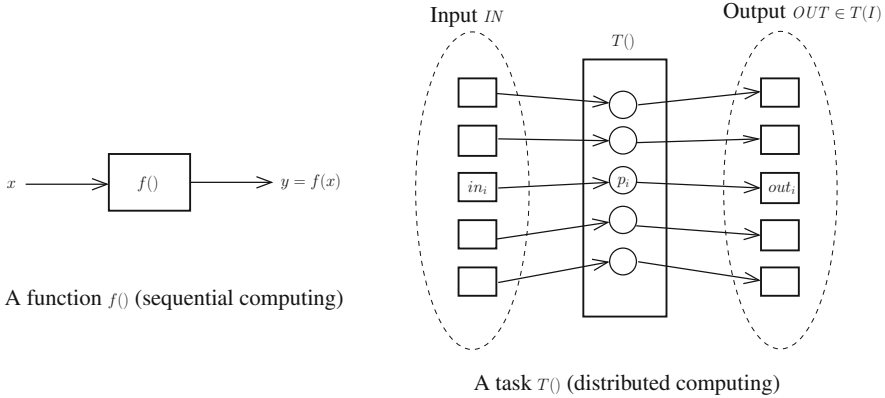 Input IN
Output OUT ∈ T(I)
T()
x
f()
y = f(x)
in_i
p_i
out_i
A function f() (sequential computing)
A task T() (distributed computing)